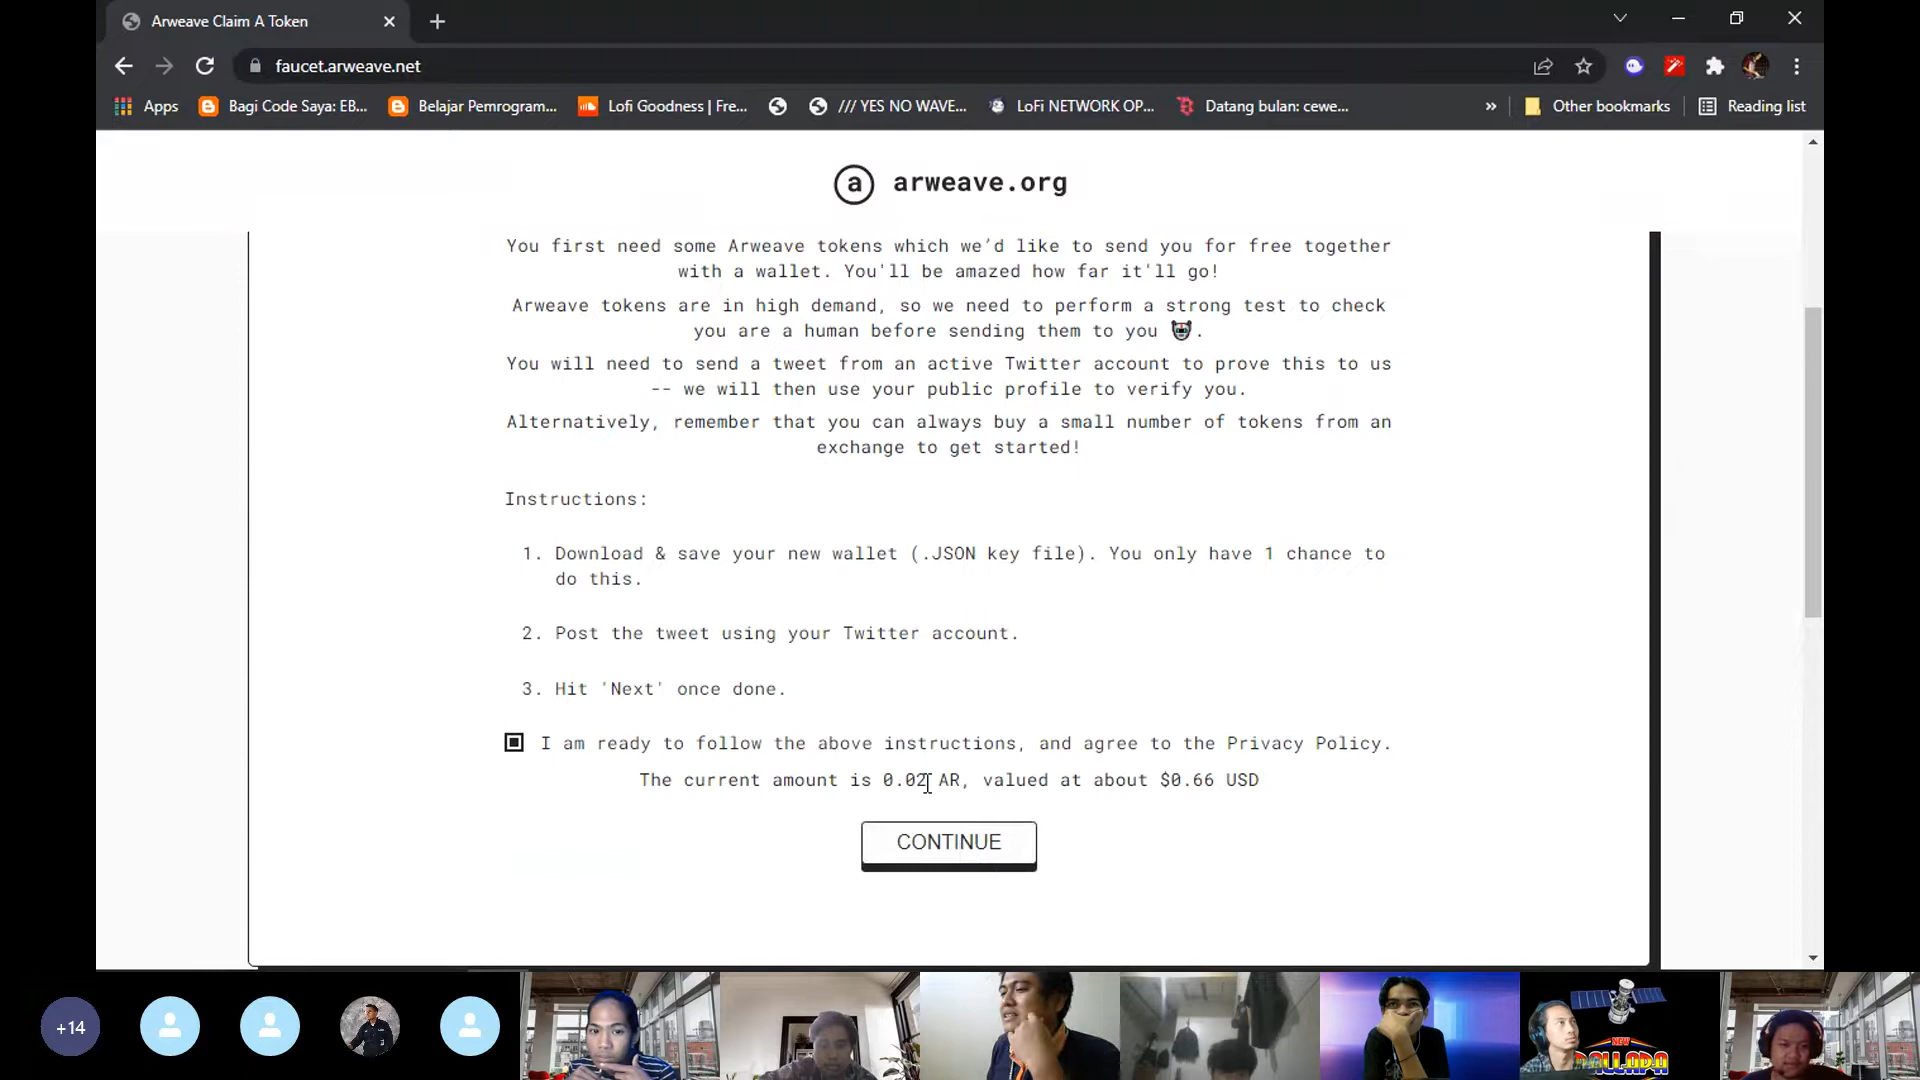 Arweave Claim A Token
faucet.arweave.net
Apps
Bagi Code Saya: EB...
Belajar Pemrogram...
Lofi Goodness | Fre...
/// YES NO WAVE...
LoFi NETWORK OP...
Datang bulan: cewe...
»
Other bookmarks
Reading list
a arweave.org
You first need some Arweave tokens which we’d like to send you for free together
with a wallet. You'll be amazed how far it'll go!
Arweave tokens are in high demand, so we need to perform a strong test to check
you are a human before sending them to you 🤖.
You will need to send a tweet from an active Twitter account to prove this to us
-- we will then use your public profile to verify you.
Alternatively, remember that you can always buy a small number of tokens from an
exchange to get started!
Instructions:
1. Download & save your new wallet (.JSON key file). You only have 1 chance to
do this.
2. Post the tweet using your Twitter account.
3. Hit 'Next' once done.
I am ready to follow the above instructions, and agree to the Privacy Policy.
The current amount is 0.02 AR, valued at about $0.66 USD
CONTINUE
+14
NEW
PALLAPA